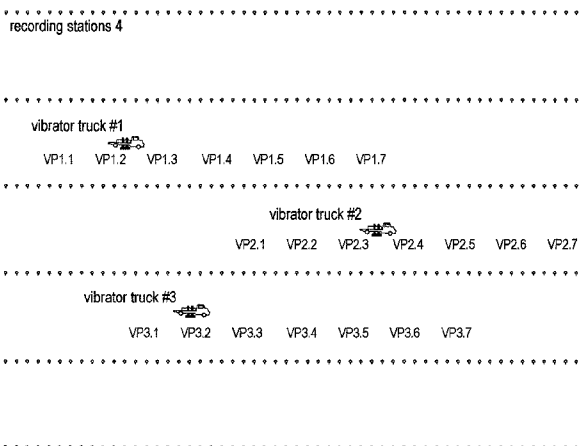 recording stations 4
vibrator truck #1
VP1.1 VP1.2 VP1.3 VP1.4 VP1.5 VP1.6 VP1.7
vibrator truck #2
VP2.1 VP2.2 VP2.3 VP2.4 VP2.5 VP2.6 VP2.7
vibrator truck #3
VP3.1 VP3.2 VP3.3 VP3.4 VP3.5 VP3.6 VP3.7